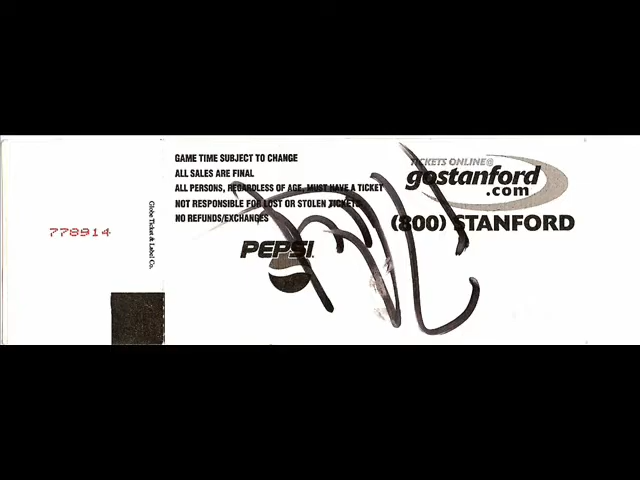 778914
Globe Ticket & Label Co.
GAME TIME SUBJECT TO CHANGE
ALL SALES ARE FINAL
ALL PERSONS, REGARDLESS OF AGE, MUST HAVE A TICKET
NOT RESPONSIBLE FOR LOST OR STOLEN TICKETS
NO REFUNDS/EXCHANGES
PEPSI
TICKETS ONLINE@
gostanford
.com
(800) STANFORD